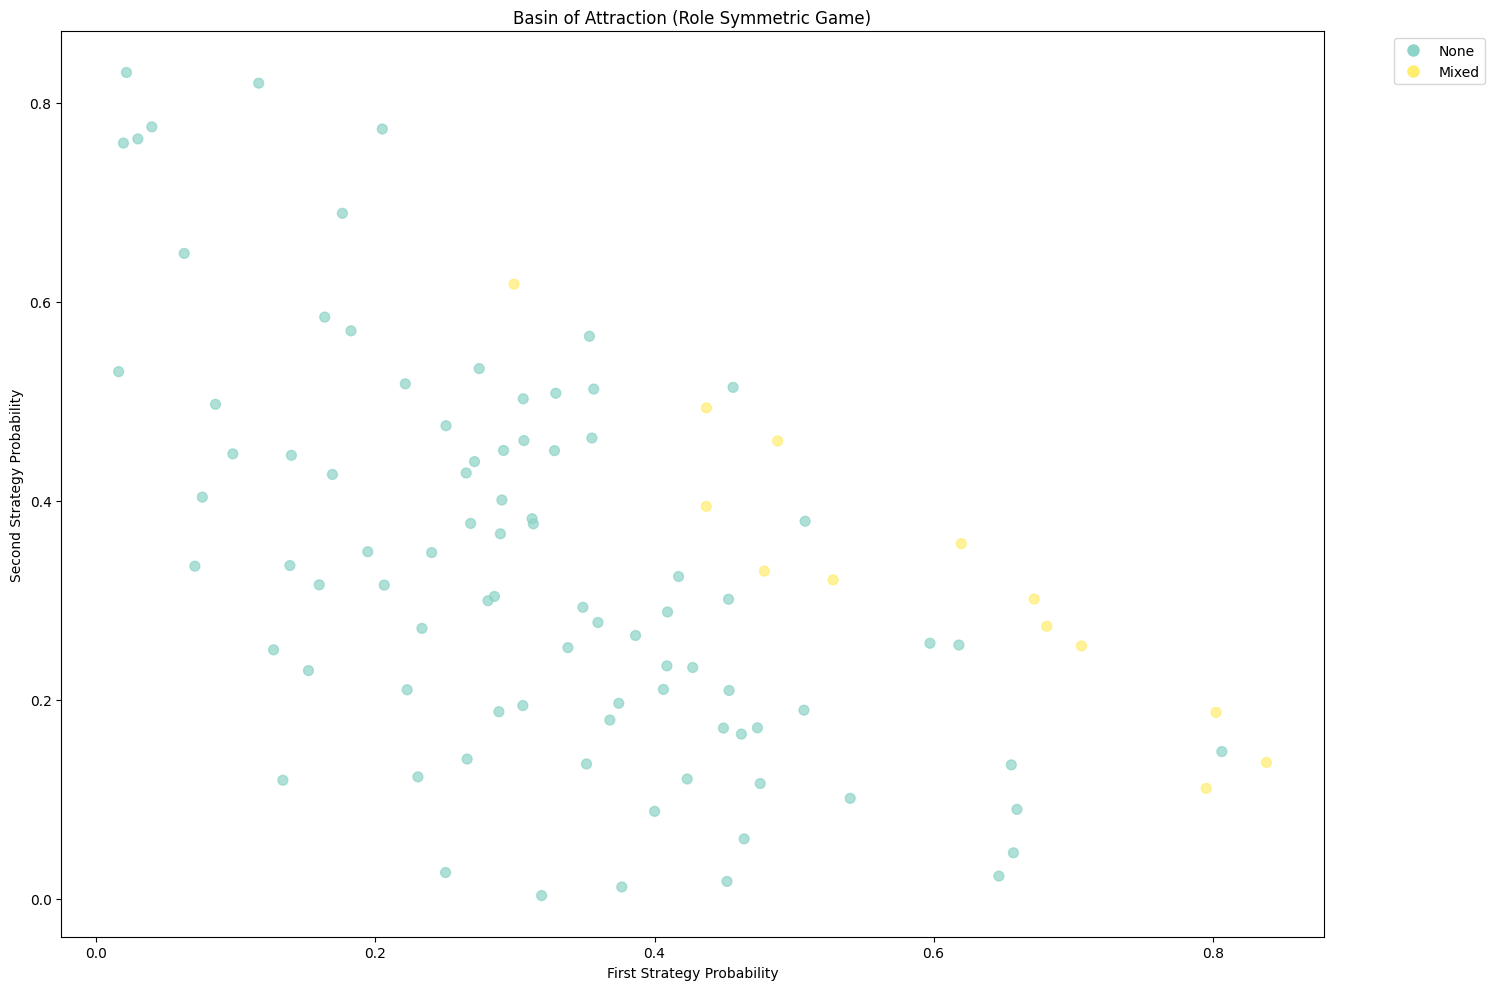 Basin of Attraction (Role Symmetric Game)
None
Mixed
0.8
0.6
0.4
0.2
0.0
Second Strategy Probability
0.0
0.2
0.4
0.6
0.8
First Strategy Probability